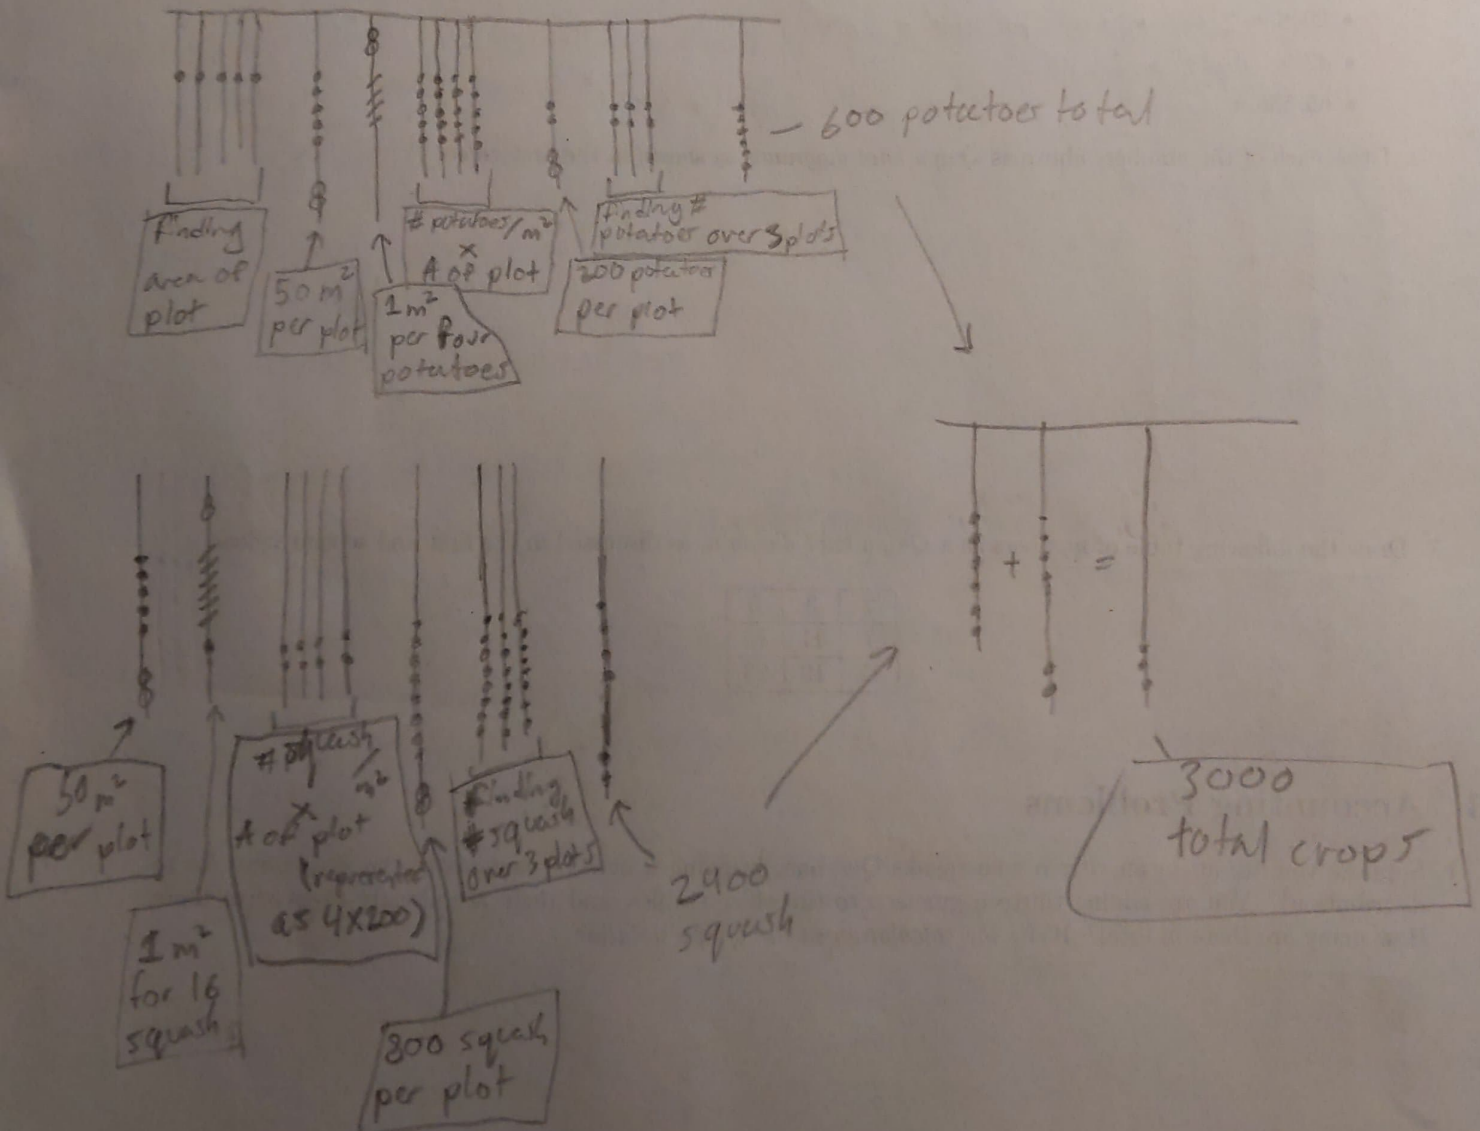 600 potatoes total
finding
area of
plot
50 m²
per plot
1 m²
per four
potatoes
# potatoes/m²
×
A of plot
200 potatoes
per plot
finding #
potatoes over 3 plots
+ =
3000
total crops
50 m²
per plot
1 m²
for 16
squash
# squash
/
m²
×
A of plot
as 4×200)
800 squash
per plot
finding
# squash
over 3 plots
2400
squash